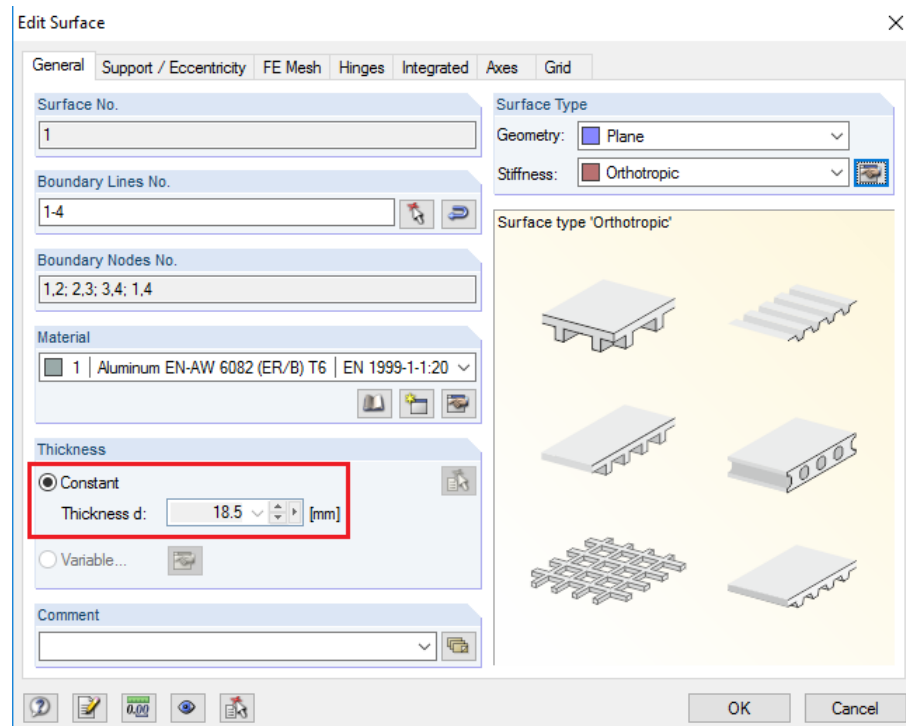 Edit Surface
General Support / Eccentricity FE Mesh Hinges Integrated Axes Grid
Surface No.
1
Boundary Lines No.
1-4
Boundary Nodes No.
1,2; 2,3; 3,4; 1,4
Material
1 Aluminum EN-AW 6082 (ER/B) T6 | EN 1999-1-1:20
Thickness
Constant
Thickness d: 18.5 [mm]
Variable...
Comment
Surface Type
Geometry: Plane
Stiffness: Orthotropic
Surface type 'Orthotropic'
0.00
OK Cancel